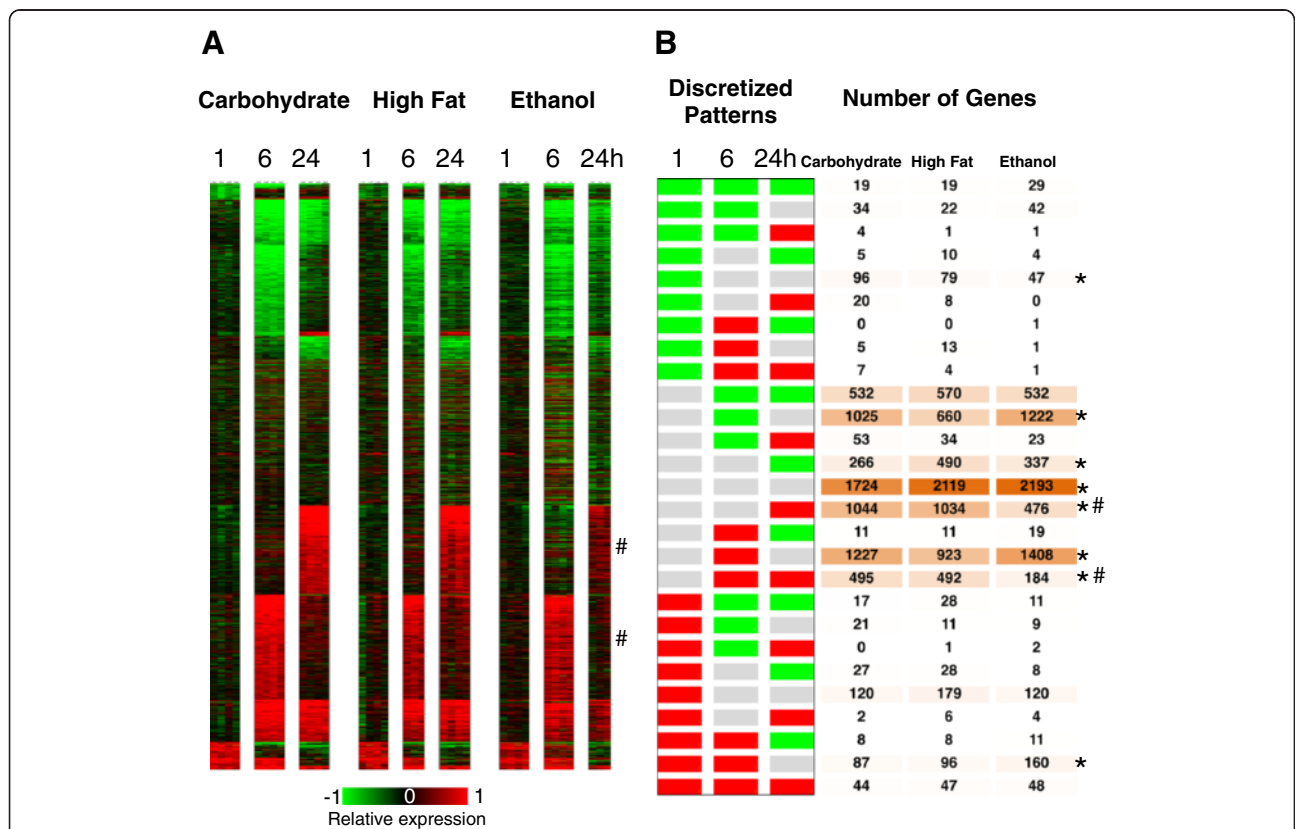 A
Carbohydrate High Fat Ethanol
1 6 24 1 6 24 1 6 24h
#
#
-1 0 1
Relative expression
B
Discretized
Patterns
Number of Genes
1 6 24h Carbohydrate High Fat Ethanol
19 19 29
34 22 42
4 1 1
5 10 4
96 79 47 *
20 8 0
0 0 1
5 13 1
7 4 1
532 570 532
1025 660 1222 *
53 34 23
266 490 337 *
1724 2119 2193 *
1044 1034 476 * #
11 11 19
1227 923 1408 *
495 492 184 * #
17 28 11
21 11 9
0 1 2
27 28 8
120 179 120
2 6 4
8 8 11
87 96 160 *
44 47 48